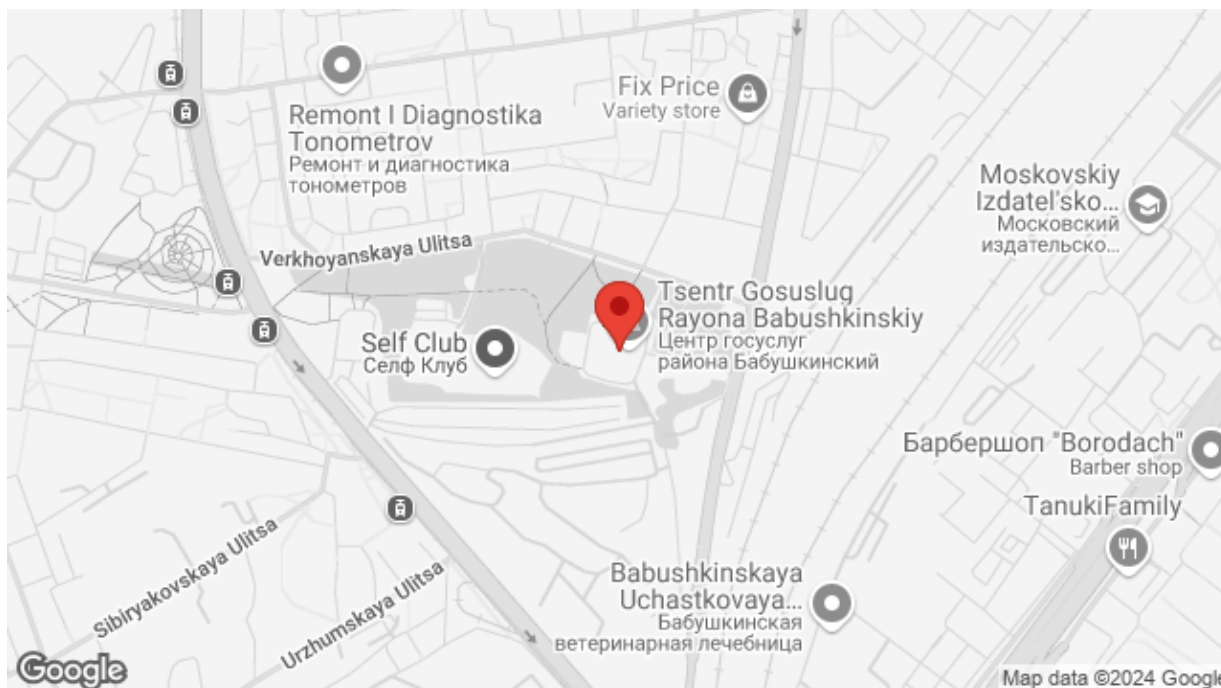 Fix Price
Variety store
Remont I Diagnostika
Tonometrov
Ремонт и диагностика
тонометров
Moskovskiy
Izdatel'sko...
Московский
издательско...
Verkhoyanskaya Ulitsa
Tsentr Gosuslug
Rayona Babushkinskiy
Центр госуслуг
района Бабушкинский
Self Club
Селф Клуб
Барбершоп "Borodach"
Barber shop
TanukiFamily
Sibiryakovskaya Ulitsa
Urzhumskaya Ulitsa
Babushkinskaya
Uchastkovaya...
Бабушкинская
ветеринарная лечебница
Google
Map data ©2024 Google